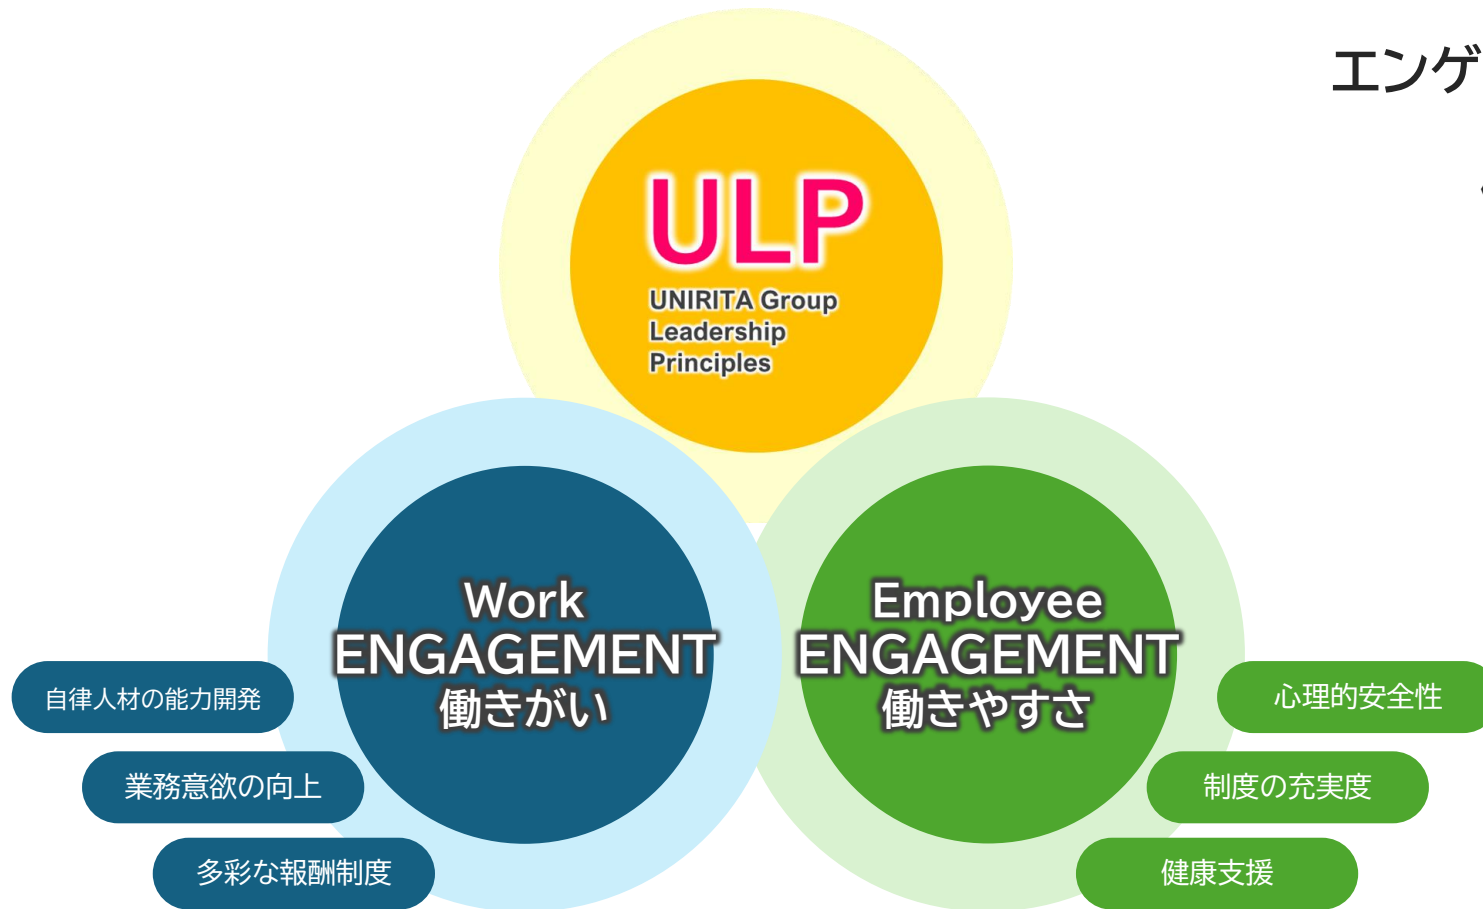 エンゲ
ULP
UNIRITA Group
Leadership
Principles
Work
ENGAGEMENT
働きがい
Employee
ENGAGEMENT
働きやすさ
自律人材の能力開発
業務意欲の向上
多彩な報酬制度
心理的安全性
制度の充実度
健康支援